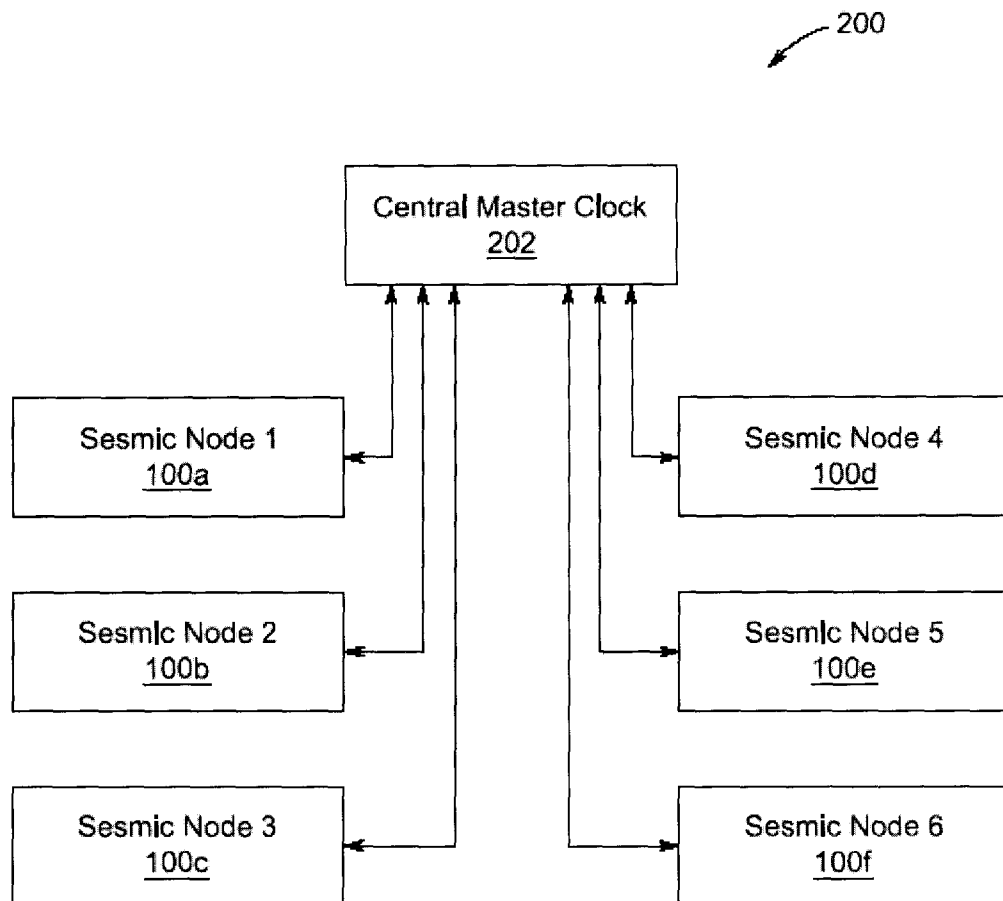 200
Central Master Clock
202
Sesmic Node 1
100a
Sesmic Node 4
100d
Sesmic Node 2
100b
Sesmic Node 5
100e
Sesmic Node 3
100c
Sesmic Node 6
100f